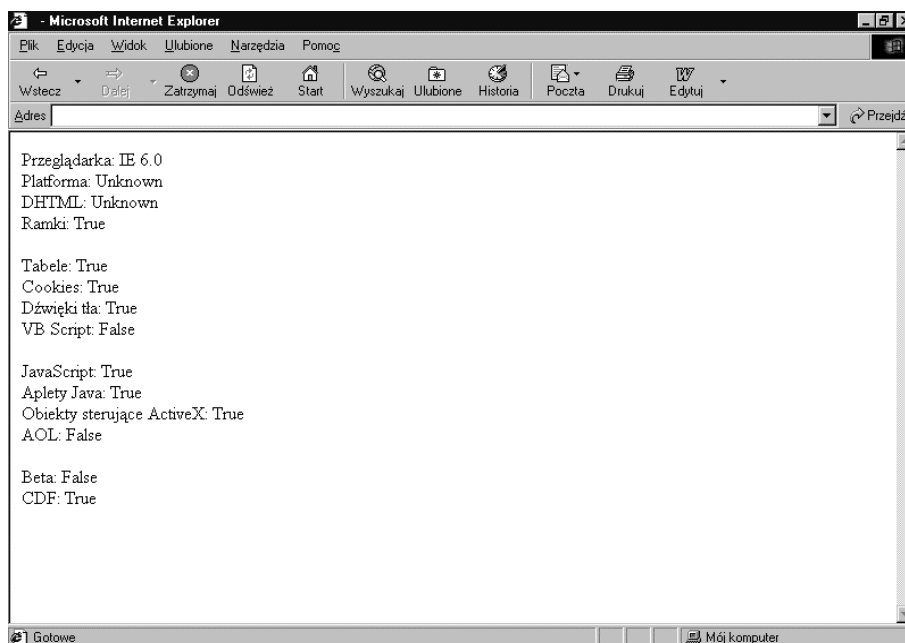 - Microsoft Internet Explorer
Plik Edycja Widok Ulubione Narzędzia Pomoc
Wstecz Dalej Zatrzymaj Odśwież Start Wyszukaj Ulubione Historia Poczta Drukuj Edytuj
Adres Przejdź
Przeglądarka: IE 6.0
Platforma: Unknown
DHTML: Unknown
Ramki: True
Tabele: True
Cookies: True
Dźwięki tła: True
VB Script: False
JavaScript: True
Aplety Java: True
Obiekty sterujące ActiveX: True
AOL: False
Beta: False
CDF: True
Gotowe Mój komputer